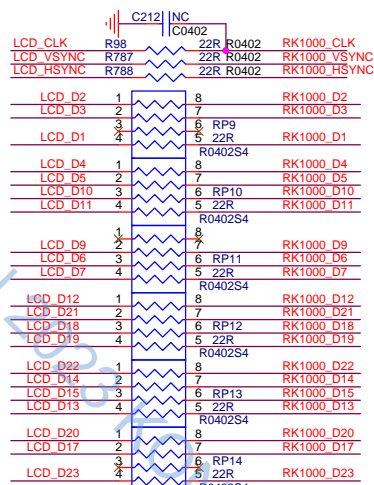 C212 NC
C0402
LCD_CLK R98 22R R0402 RK1000_CLK
LCD_VSYNC R787 22R R0402 RK1000_VSYNC
LCD_HSYNC R788 22R R0402 RK1000_HSYNC
LCD_D2 1 8 RK1000_D2
LCD_D3 2 7 RK1000_D3
3 6 RP9
LCD_D1 4 5 22R RK1000_D1
R0402S4
LCD_D4 1 8 RK1000_D4
LCD_D5 2 7 RK1000_D5
LCD_D10 3 6 RP10 RK1000_D10
LCD_D11 4 5 22R RK1000_D11
R0402S4
1 8
LCD_D9 2 7 RK1000_D9
LCD_D6 3 6 RP11 RK1000_D6
LCD_D7 4 5 22R RK1000_D7
R0402S4
LCD_D12 1 8 RK1000_D12
LCD_D21 2 7 RK1000_D21
LCD_D18 3 6 RP12 RK1000_D18
LCD_D19 4 5 22R RK1000_D19
R0402S4
LCD_D22 1 8 RK1000_D22
LCD_D14 2 7 RK1000_D14
LCD_D15 3 6 RP13 RK1000_D15
LCD_D13 4 5 22R RK1000_D13
R0402S4
LCD_D20 1 8 RK1000_D20
LCD_D17 2 7 RK1000_D17
3 6 RP14
LCD_D23 4 5 22R RK1000_D23
R0402S4